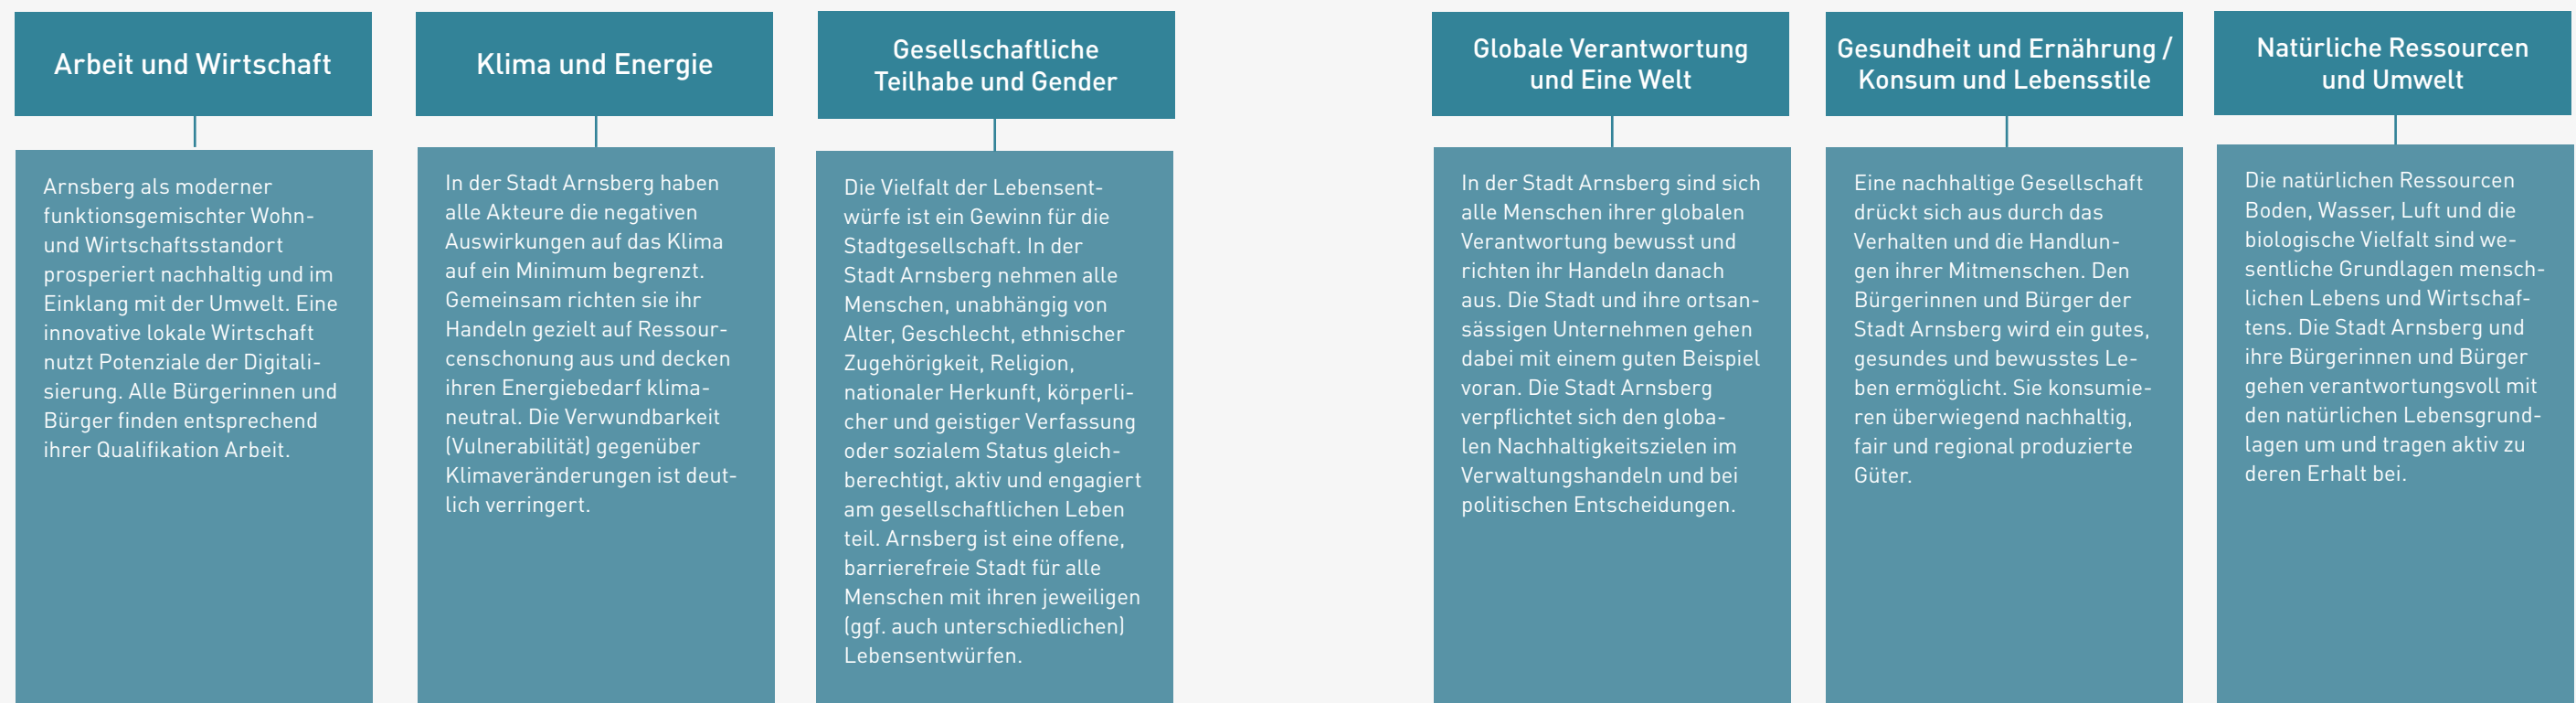 Arbeit und Wirtschaft
Arnsberg als moderner
funktionsgemischter Wohn-
und Wirtschaftsstandort
prosperiert nachhaltig und im
Einklang mit der Umwelt. Eine
innovative lokale Wirtschaft
nutzt Potenziale der Digitali-
sierung. Alle Bürgerinnen und
Bürger finden entsprechend
ihrer Qualifikation Arbeit.
Klima und Energie
In der Stadt Arnsberg haben
alle Akteure die negativen
Auswirkungen auf das Klima
auf ein Minimum begrenzt.
Gemeinsam richten sie ihr
Handeln gezielt auf Ressour-
censchonung aus und decken
ihren Energiebedarf klima-
neutral. Die Verwundbarkeit
(Vulnerabilität) gegenüber
Klimaveränderungen ist deut-
lich verringert.
Gesellschaftliche
Teilhabe und Gender
Die Vielfalt der Lebensent-
würfe ist ein Gewinn für die
Stadtgesellschaft. In der
Stadt Arnsberg nehmen alle
Menschen, unabhängig von
Alter, Geschlecht, ethnischer
Zugehörigkeit, Religion,
nationaler Herkunft, körperli-
cher und geistiger Verfassung
oder sozialem Status gleich-
berechtigt, aktiv und engagiert
am gesellschaftlichen Leben
teil. Arnsberg ist eine offene,
barrierefreie Stadt für alle
Menschen mit ihren jeweiligen
(ggf. auch unterschiedlichen)
Lebensentwürfen.
Globale Verantwortung
und Eine Welt
In der Stadt Arnsberg sind sich
alle Menschen ihrer globalen
Verantwortung bewusst und
richten ihr Handeln danach
aus. Die Stadt und ihre ortsan-
sässigen Unternehmen gehen
dabei mit einem guten Beispiel
voran. Die Stadt Arnsberg
verpflichtet sich den globa-
len Nachhaltigkeitszielen im
Verwaltungshandeln und bei
politischen Entscheidungen.
Gesundheit und Ernährung /
Konsum und Lebensstile
Eine nachhaltige Gesellschaft
drückt sich aus durch das
Verhalten und die Handlun-
gen ihrer Mitmenschen. Den
Bürgerinnen und Bürger der
Stadt Arnsberg wird ein gutes,
gesundes und bewusstes Le-
ben ermöglicht. Sie konsumie-
ren überwiegend nachhaltig,
fair und regional produzierte
Güter.
Natürliche Ressourcen
und Umwelt
Die natürlichen Ressourcen
Boden, Wasser, Luft und die
biologische Vielfalt sind we-
sentliche Grundlagen mensch-
lichen Lebens und Wirtschaf-
tens. Die Stadt Arnsberg und
ihre Bürgerinnen und Bürger
gehen verantwortungsvoll mit
den natürlichen Lebensgrund-
lagen um und tragen aktiv zu
deren Erhalt bei.